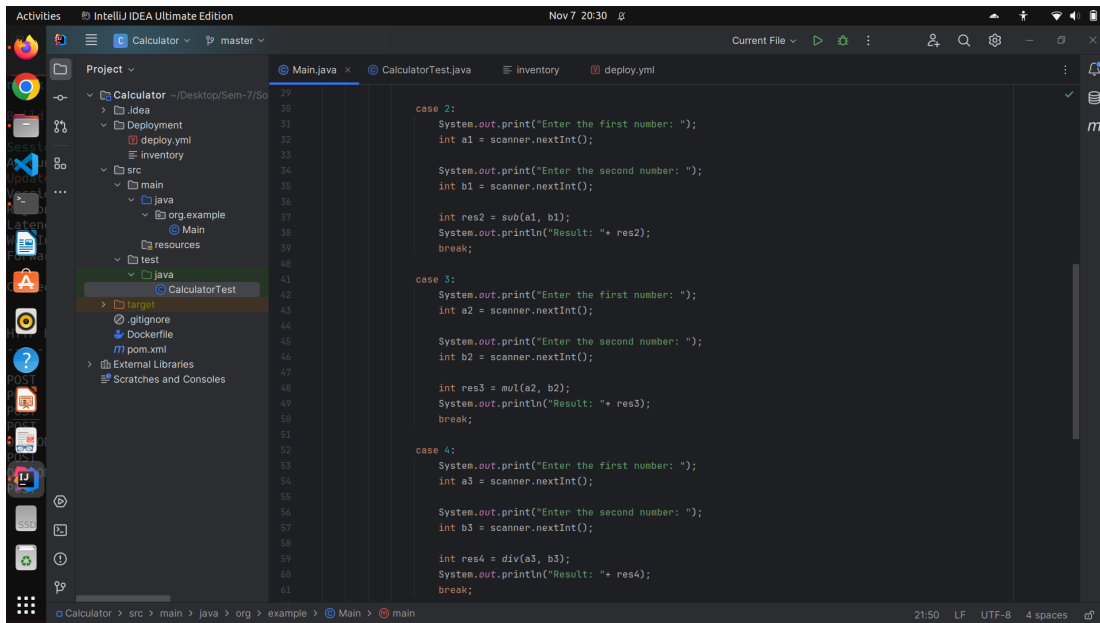 Activities
IntelliJ IDEA Ultimate Edition
Nov 7 20:30
C Calculator
master
Current File
Project
Main.java
CalculatorTest.java
inventory
deploy.yml
Calculator ~/Desktop/Sem-7/So
.idea
Deployment
deploy.yml
inventory
src
main
java
org.example
Main
resources
test
java
CalculatorTest
target
.gitignore
Dockerfile
pom.xml
External Libraries
Scratches and Consoles
29
30 case 2:
31 System.out.print("Enter the first number: ");
32 int a1 = scanner.nextInt();
33
34 System.out.print("Enter the second number: ");
35 int b1 = scanner.nextInt();
36
37 int res2 = sub(a1, b1);
38 System.out.println("Result: "+ res2);
39 break;
40
41 case 3:
42 System.out.print("Enter the first number: ");
43 int a2 = scanner.nextInt();
44
45 System.out.print("Enter the second number: ");
46 int b2 = scanner.nextInt();
47
48 int res3 = mul(a2, b2);
49 System.out.println("Result: "+ res3);
50 break;
51
52 case 4:
53 System.out.print("Enter the first number: ");
54 int a3 = scanner.nextInt();
55
56 System.out.print("Enter the second number: ");
57 int b3 = scanner.nextInt();
58
59 int res4 = div(a3, b3);
60 System.out.println("Result: "+ res4);
61 break;
SSD
Calculator > src > main > java > org > example > Main > main
21:50 LF UTF-8 4 spaces